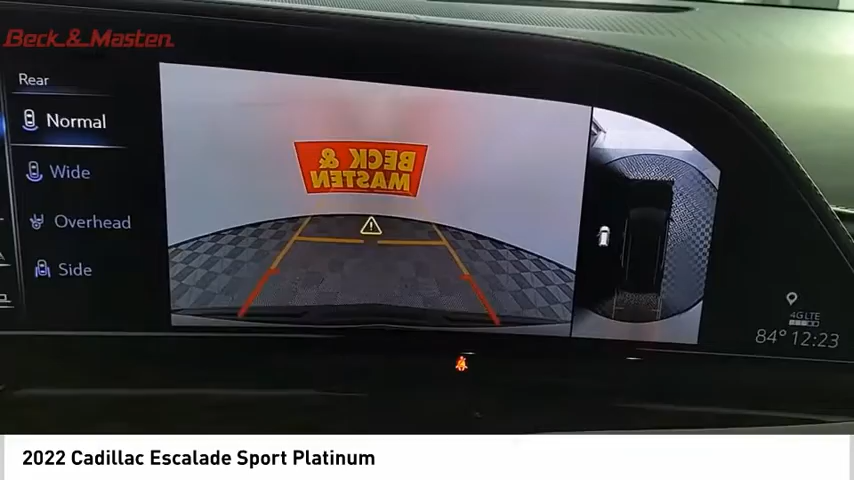 Beck & Masten
Rear
Normal
Wide
Overhead
Side
BECK &
MASTEN
4G LTE
84° 12:23
2022 Cadillac Escalade Sport Platinum